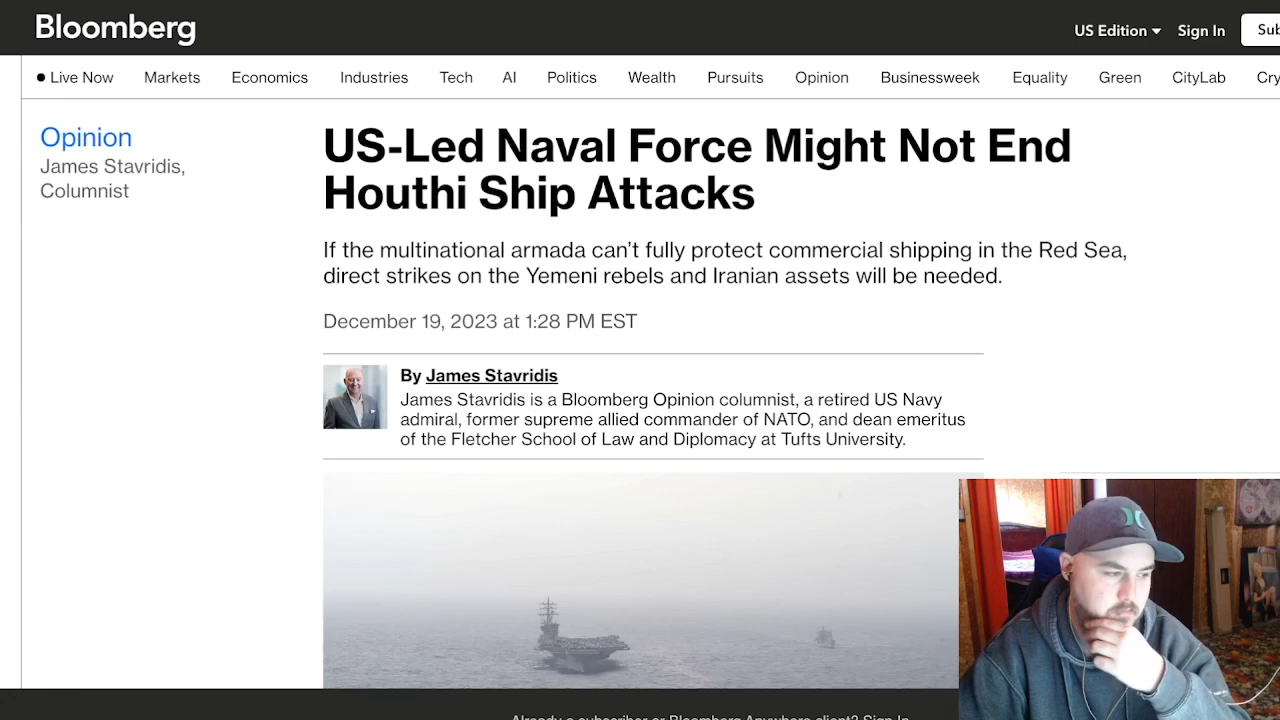 Bloomberg
US Edition
Sign In
Live Now
Markets
Economics
Industries
Tech
AI
Politics
Wealth
Pursuits
Opinion
Businessweek
Equality
Green
CityLab
Opinion
James Stavridis,
Columnist
US-Led Naval Force Might Not End
Houthi Ship Attacks
If the multinational armada can’t fully protect commercial shipping in the Red Sea,
direct strikes on the Yemeni rebels and Iranian assets will be needed.
December 19, 2023 at 1:28 PM EST
By James Stavridis
James Stavridis is a Bloomberg Opinion columnist, a retired US Navy
admiral, former supreme allied commander of NATO, and dean emeritus
of the Fletcher School of Law and Diplomacy at Tufts University.
Already a subscriber or Bloomberg Anywhere client? Sign In